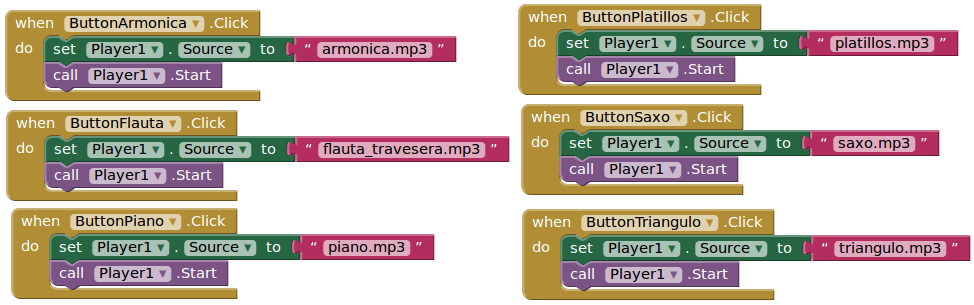 when ButtonArmonica .Click
do set Player1 . Source to " armonica.mp3 "
call Player1 .Start
when ButtonFlauta .Click
do set Player1 . Source to " flauta_travesera.mp3 "
call Player1 .Start
when ButtonPiano .Click
do set Player1 . Source to " piano.mp3 "
call Player1 .Start
when ButtonPlatillos .Click
do set Player1 . Source to " platillos.mp3 "
call Player1 .Start
when ButtonSaxo .Click
do set Player1 . Source to " saxo.mp3 "
call Player1 .Start
when ButtonTriangulo .Click
do set Player1 . Source to " triangulo.mp3 "
call Player1 .Start